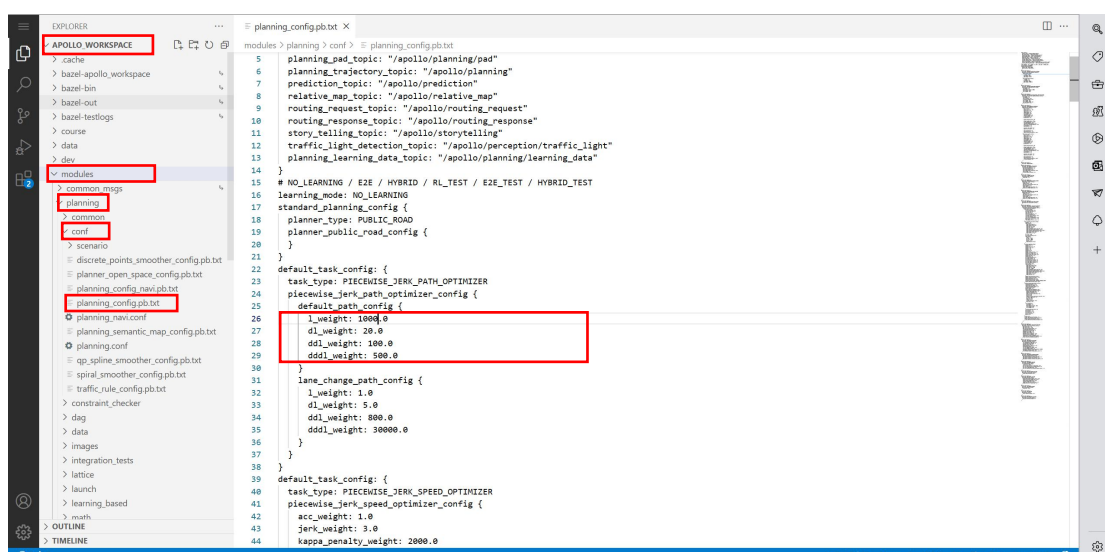 EXPLORER
APOLLO_WORKSPACE
.cache
bazel-apollo_workspace
bazel-bin
bazel-out
bazel-testlogs
course
data
dev
modules
common_msgs
planning
common
conf
scenario
discrete_points_smoother_config.pb.txt
planner_open_space_config.pb.txt
planning_config_navi.pb.txt
planning_config.pb.txt
planning_navi.conf
planning_semantic_map_config.pb.txt
planning.conf
qp_spline_smoother_config.pb.txt
spiral_smoother_config.pb.txt
traffic_rule_config.pb.txt
constraint_checker
dag
data
images
integration_tests
lattice
launch
learning_based
math
OUTLINE
TIMELINE
2
planning_config.pb.txt
modules > planning > conf > planning_config.pb.txt
5 planning_pad_topic: "/apollo/planning/pad"
6 planning_trajectory_topic: "/apollo/planning"
7 prediction_topic: "/apollo/prediction"
8 relative_map_topic: "/apollo/relative_map"
9 routing_request_topic: "/apollo/routing_request"
10 routing_response_topic: "/apollo/routing_response"
11 story_telling_topic: "/apollo/storytelling"
12 traffic_light_detection_topic: "/apollo/perception/traffic_light"
13 planning_learning_data_topic: "/apollo/planning/learning_data"
14 }
15 # NO_LEARNING / E2E / HYBRID / RL_TEST / E2E_TEST / HYBRID_TEST
16 learning_mode: NO_LEARNING
17 standard_planning_config {
18 planner_type: PUBLIC_ROAD
19 planner_public_road_config {
20 }
21 }
22 default_task_config: {
23 task_type: PIECEWISE_JERK_PATH_OPTIMIZER
24 piecewise_jerk_path_optimizer_config {
25 default_path_config {
26 l_weight: 1000.0
27 dl_weight: 20.0
28 ddl_weight: 100.0
29 dddl_weight: 500.0
30 }
31 lane_change_path_config {
32 l_weight: 1.0
33 dl_weight: 5.0
34 ddl_weight: 800.0
35 dddl_weight: 30000.0
36 }
37 }
38 }
39 default_task_config: {
40 task_type: PIECEWISE_JERK_SPEED_OPTIMIZER
41 piecewise_jerk_speed_optimizer_config {
42 acc_weight: 1.0
43 jerk_weight: 3.0
44 kappa_penalty_weight: 2000.0